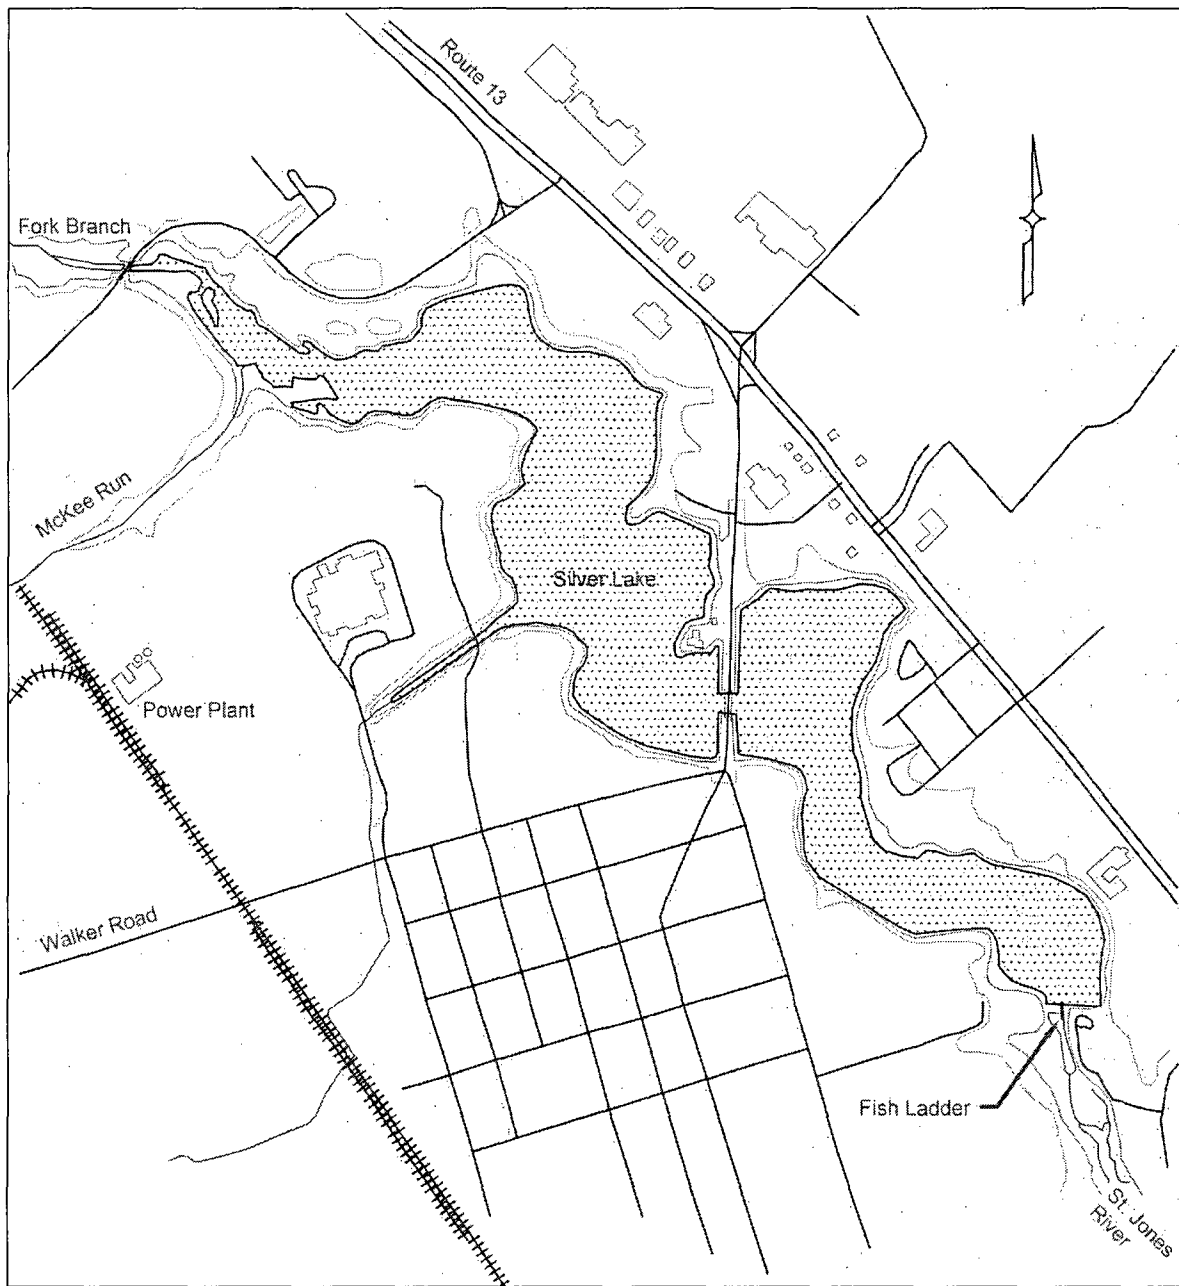 Route 13
Fork Branch
McKee Run
Silver Lake
Power Plant
Walker Road
Fish Ladder
St. Jones
River